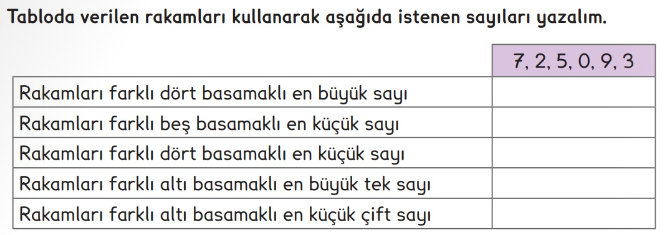 Tabloda verilen rakamları kullanarak aşağıda istenen sayıları yazalım.
7, 2, 5, 0, 9, 3
Rakamları farklı dört basamaklı en büyük sayı
Rakamları farklı beş basamaklı en küçük sayı
Rakamları farklı dört basamaklı en küçük sayı
Rakamları farklı altı basamaklı en büyük tek sayı
Rakamları farklı altı basamaklı en küçük çift sayı